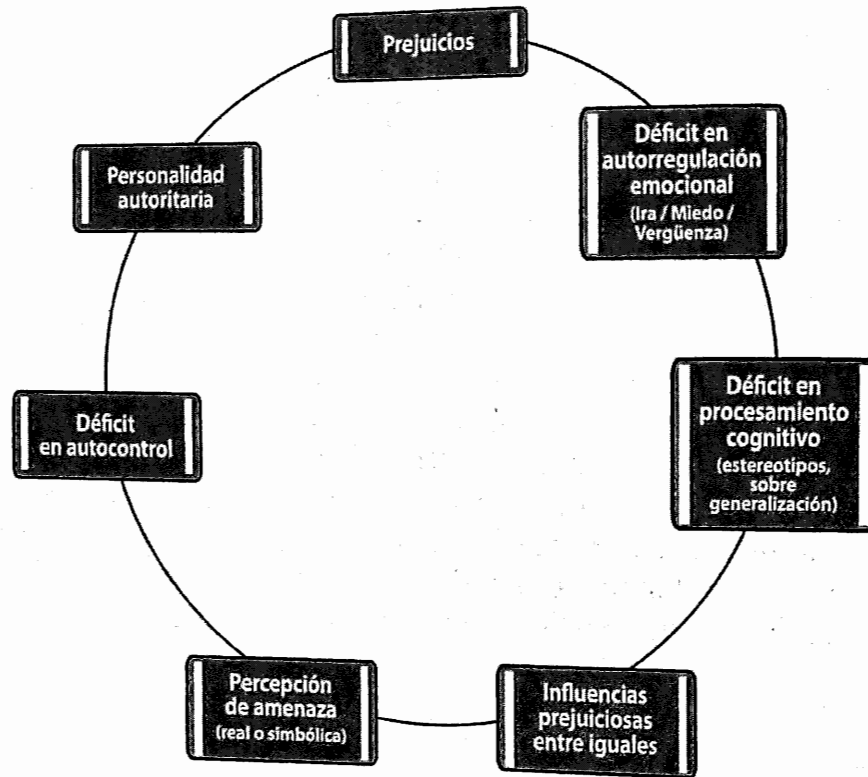 Prejuicios
Déficit en
autorregulación
emocional
(Ira / Miedo /
Vergüenza)
Déficit en
procesamiento
cognitivo
(estereotipos,
sobre
generalización)
Influencias
prejuiciosas
entre iguales
Percepción
de amenaza
(real o simbólica)
Déficit
en autocontrol
Personalidad
autoritaria